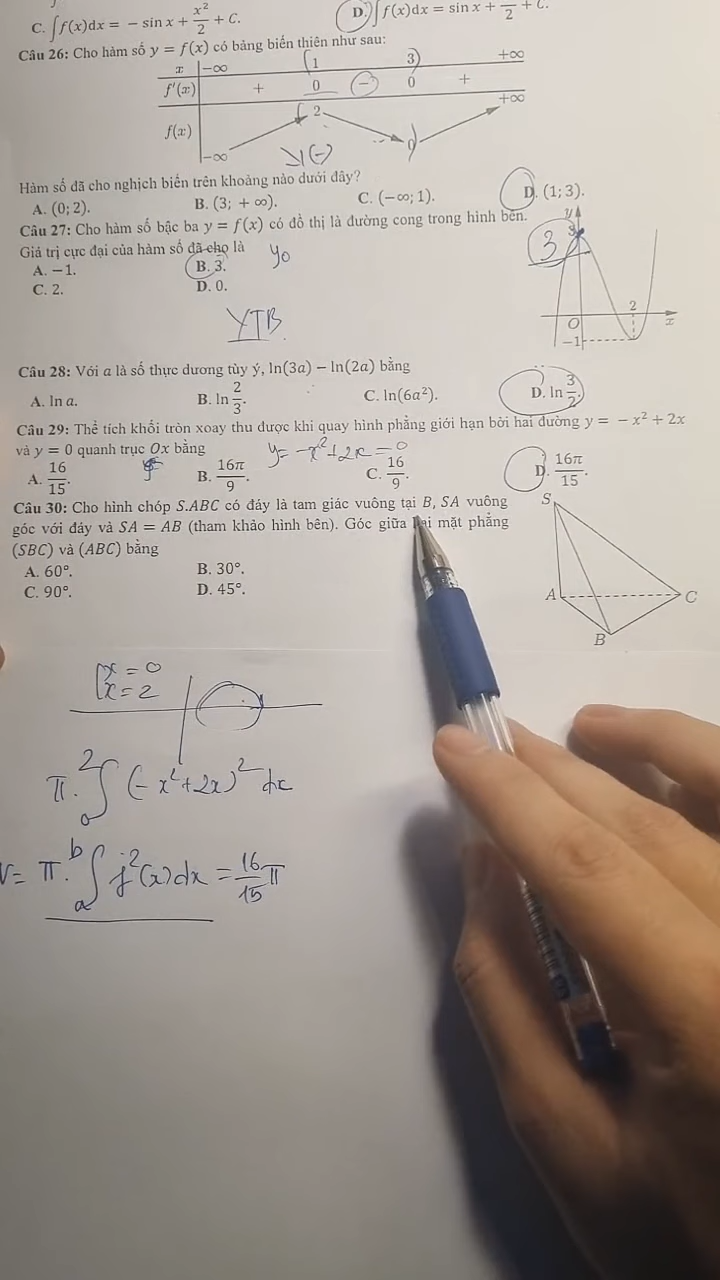 C. ∫f(x)dx = − sin x + x²/2 + C.
D. ∫f(x)dx = sin x + /2 + C.
Câu 26: Cho hàm số y = f(x) có bảng biến thiên như sau:
x −∞ 1 3 +∞
f′(x) + 0 − 0 +
f(x) −∞ 2 0 +∞
y'(−)
Hàm số đã cho nghịch biến trên khoảng nào dưới đây?
A. (0; 2). B. (3; +∞). C. (−∞; 1). D. (1; 3).
Câu 27: Cho hàm số bậc ba y = f(x) có đồ thị là đường cong trong hình bên.
Giá trị cực đại của hàm số đã cho là
A. −1. B. 3.
C. 2. D. 0.
y₀
3
YTB
y
3
O
2
x
−1
Câu 28: Với a là số thực dương tùy ý, ln(3a) − ln(2a) bằng
A. ln a. B. ln 2/3. C. ln(6a²). D. ln 3/2.
Câu 29: Thể tích khối tròn xoay thu được khi quay hình phẳng giới hạn bởi hai đường y = − x² + 2x
và y = 0 quanh trục Ox bằng
y = −x²+2x = 0
A. 16/15. B. 16π/9. C. 16/9. D. 16π/15.
Câu 30: Cho hình chóp S.ABC có đáy là tam giác vuông tại B, SA vuông
góc với đáy và SA = AB (tham khảo hình bên). Góc giữa mặt phẳng
(SBC) và (ABC) bằng
A. 60°. B. 30°.
C. 90°. D. 45°.
S
A
C
B
x = 0
x = 2
π. ∫₀² (−x²+2x)² dx
V = π. ∫ₐᵇ f²(x)dx = 16/15 π